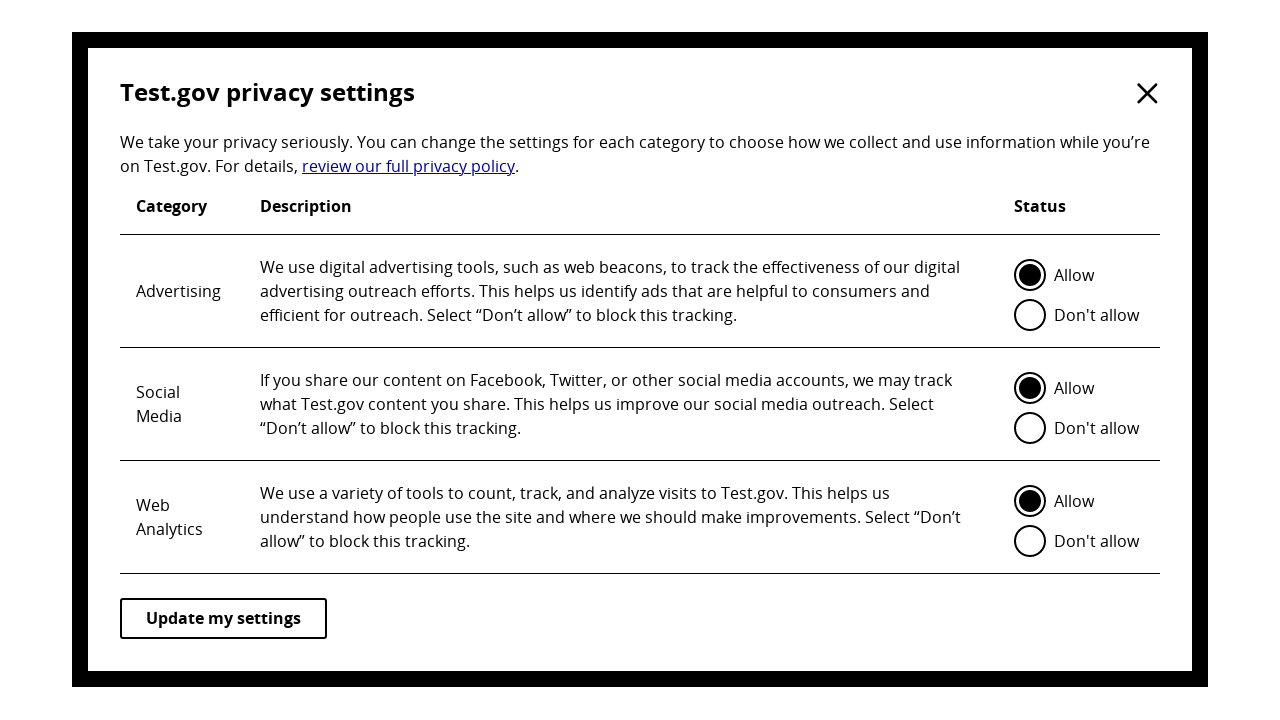 Test.gov privacy settings
We take your privacy seriously. You can change the settings for each category to choose how we collect and use information while you’re
on Test.gov. For details, review our full privacy policy.
Category Description Status
Advertising
We use digital advertising tools, such as web beacons, to track the effectiveness of our digital
advertising outreach efforts. This helps us identify ads that are helpful to consumers and
efficient for outreach. Select “Don’t allow” to block this tracking.
Allow
Don't allow
Social
Media
If you share our content on Facebook, Twitter, or other social media accounts, we may track
what Test.gov content you share. This helps us improve our social media outreach. Select
“Don’t allow” to block this tracking.
Allow
Don't allow
Web
Analytics
We use a variety of tools to count, track, and analyze visits to Test.gov. This helps us
understand how people use the site and where we should make improvements. Select “Don’t
allow” to block this tracking.
Allow
Don't allow
Update my settings